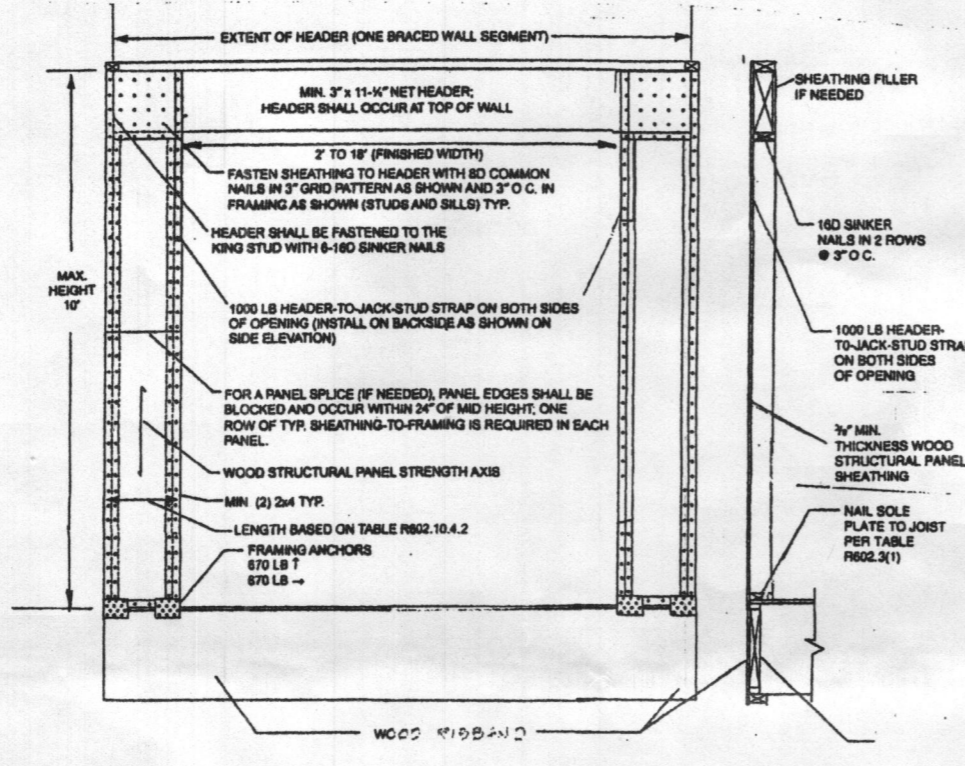 EXTENT OF HEADER (ONE BRACED WALL SEGMENT)
MIN. 3" x 11-¼" NET HEADER;
HEADER SHALL OCCUR AT TOP OF WALL
SHEATHING FILLER
IF NEEDED
2' TO 18' (FINISHED WIDTH)
FASTEN SHEATHING TO HEADER WITH 8D COMMON
NAILS IN 3" GRID PATTERN AS SHOWN AND 3" O C. IN
FRAMING AS SHOWN (STUDS AND SILLS) TYP.
HEADER SHALL BE FASTENED TO THE
KING STUD WITH 6-16D SINKER NAILS
16D SINKER
NAILS IN 2 ROWS
@ 3" O C.
MAX.
HEIGHT
10'
1000 LB HEADER-TO-JACK-STUD STRAP ON BOTH SIDES
OF OPENING (INSTALL ON BACKSIDE AS SHOWN ON
SIDE ELEVATION)
1000 LB HEADER-
TO-JACK-STUD STRAP
ON BOTH SIDES
OF OPENING
FOR A PANEL SPLICE (IF NEEDED), PANEL EDGES SHALL BE
BLOCKED AND OCCUR WITHIN 24" OF MID HEIGHT. ONE
ROW OF TYP. SHEATHING-TO-FRAMING IS REQUIRED IN EACH
PANEL.
⅜" MIN.
THICKNESS WOOD
STRUCTURAL PANEL
SHEATHING
WOOD STRUCTURAL PANEL STRENGTH AXIS
MIN (2) 2x4 TYP.
LENGTH BASED ON TABLE R602.10.4.2
FRAMING ANCHORS
670 LB ↑
670 LB →
NAIL SOLE
PLATE TO JOIST
PER TABLE
R602.3(1)
WOOD RIBBAND